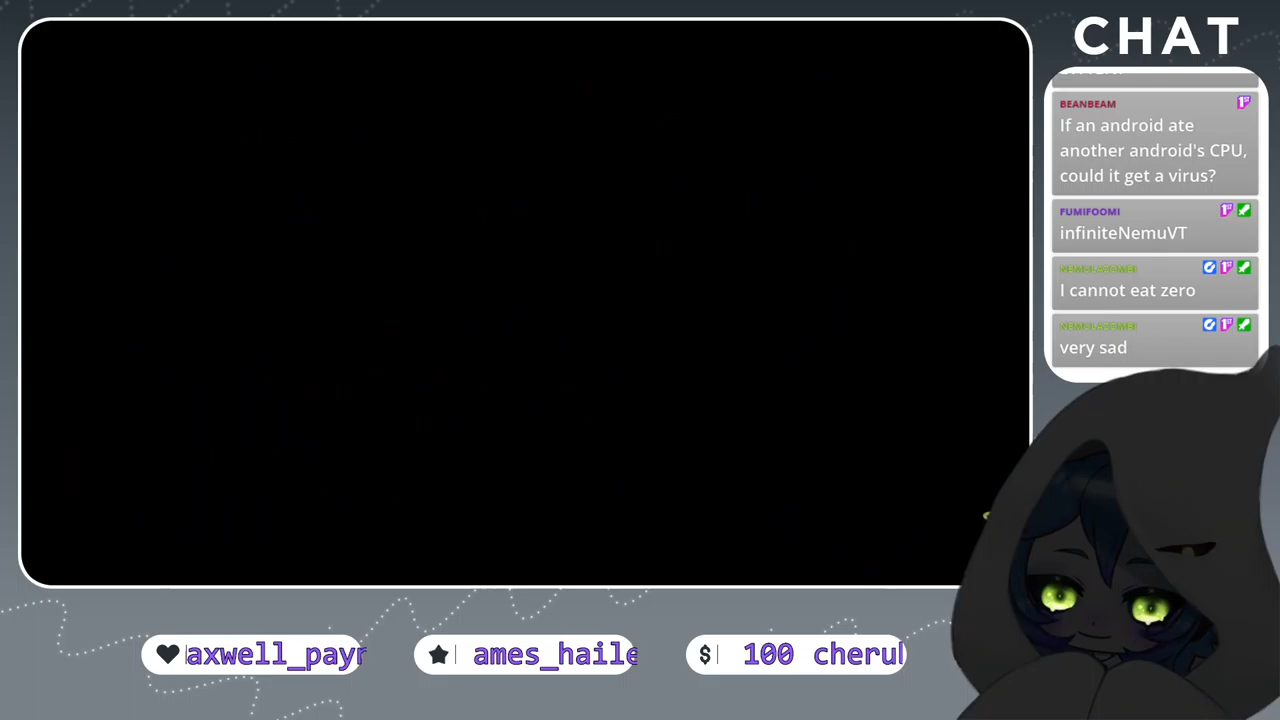 CHAT
BEANBEAM
If an android ate
another android's CPU,
could it get a virus?
FUMIFOOMI
infiniteNemuVT
I cannot eat zero
very sad
axwell_payr
ames_haile
$ 100 cherul